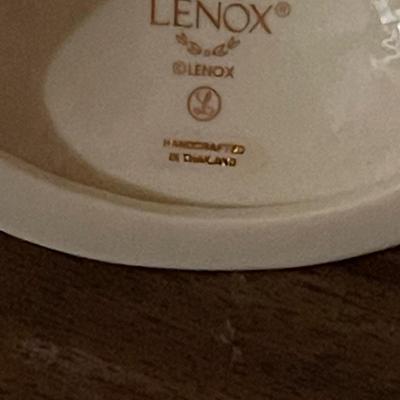 LENOX®
©LENOX
HANDCRAFTED
IN THAILAND